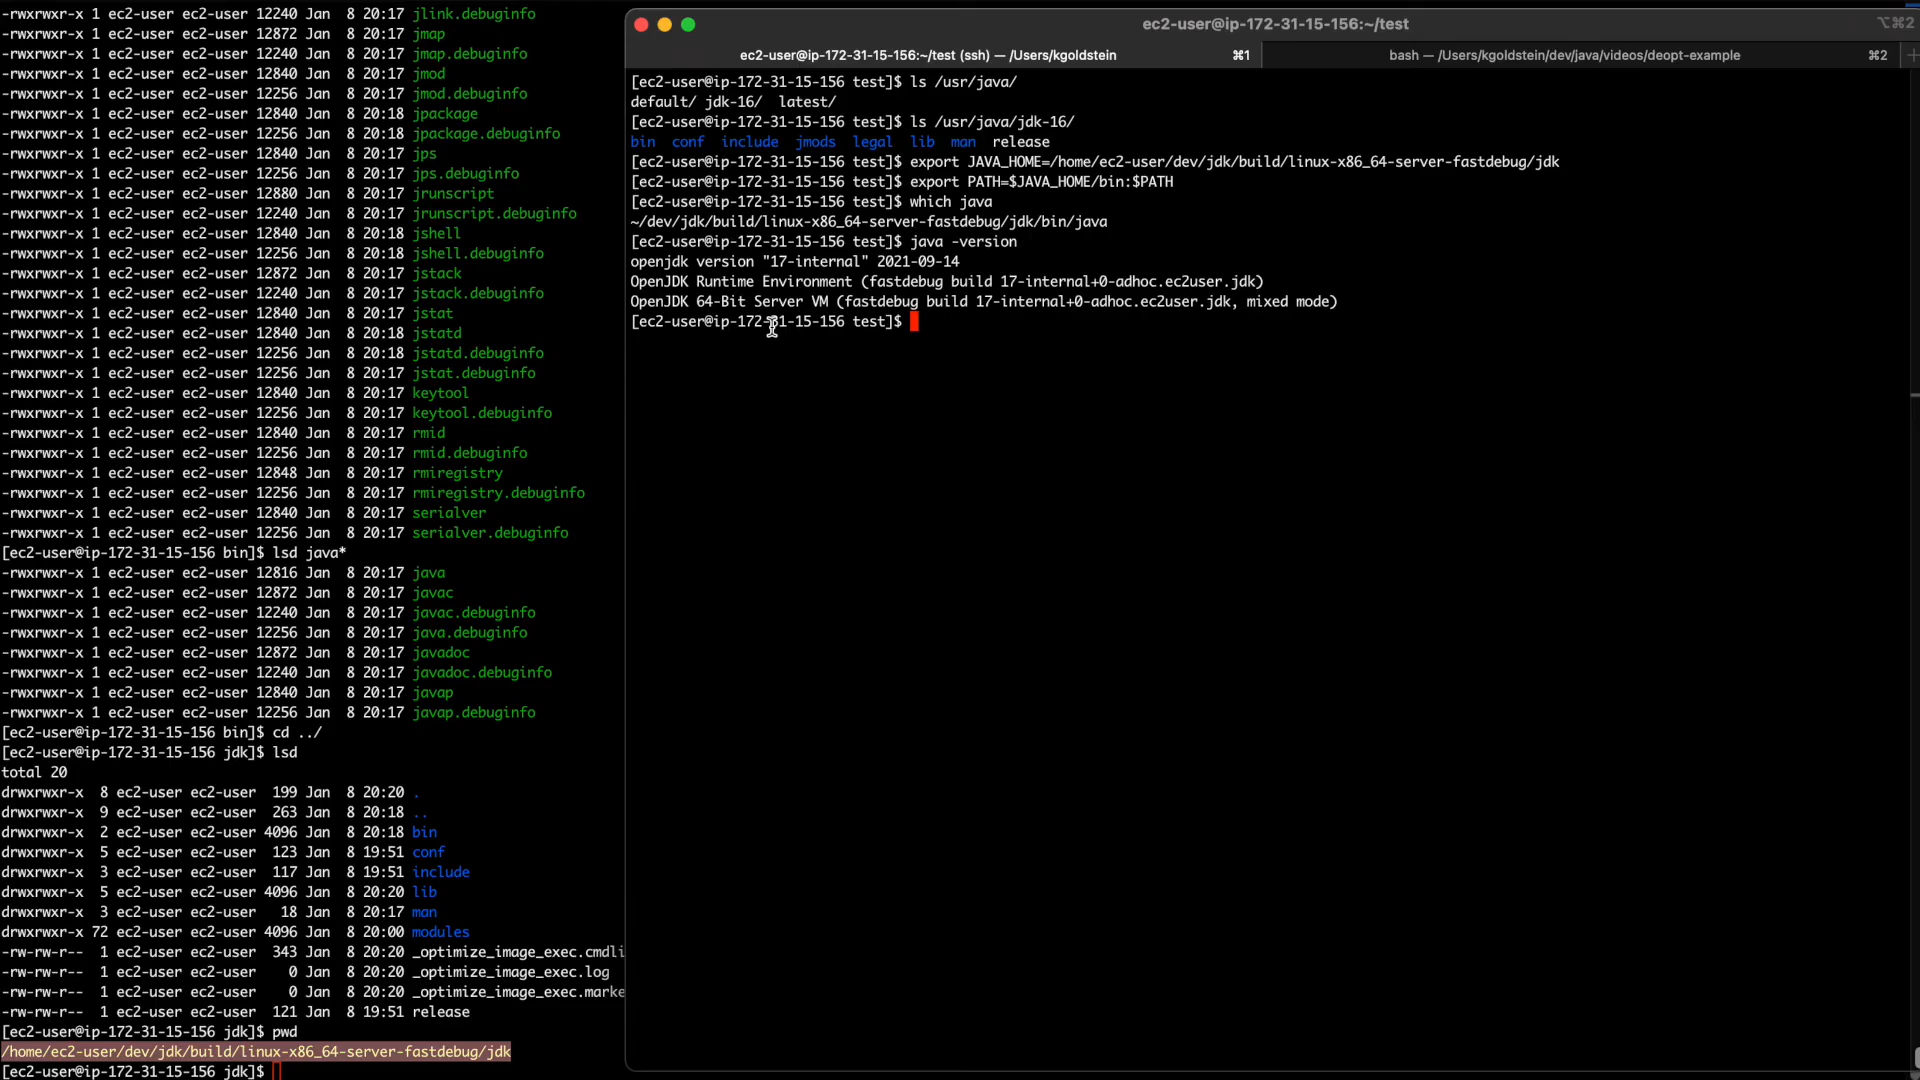 -rwxrwxr-x 1 ec2-user ec2-user 12240 Jan  8 20:17 jlink.debuginfo
-rwxrwxr-x 1 ec2-user ec2-user 12872 Jan  8 20:17 jmap
-rwxrwxr-x 1 ec2-user ec2-user 12240 Jan  8 20:17 jmap.debuginfo
-rwxrwxr-x 1 ec2-user ec2-user 12840 Jan  8 20:17 jmod
-rwxrwxr-x 1 ec2-user ec2-user 12256 Jan  8 20:17 jmod.debuginfo
-rwxrwxr-x 1 ec2-user ec2-user 12840 Jan  8 20:18 jpackage
-rwxrwxr-x 1 ec2-user ec2-user 12256 Jan  8 20:18 jpackage.debuginfo
-rwxrwxr-x 1 ec2-user ec2-user 12840 Jan  8 20:17 jps
-rwxrwxr-x 1 ec2-user ec2-user 12256 Jan  8 20:17 jps.debuginfo
-rwxrwxr-x 1 ec2-user ec2-user 12880 Jan  8 20:17 jrunscript
-rwxrwxr-x 1 ec2-user ec2-user 12240 Jan  8 20:17 jrunscript.debuginfo
-rwxrwxr-x 1 ec2-user ec2-user 12840 Jan  8 20:18 jshell
-rwxrwxr-x 1 ec2-user ec2-user 12256 Jan  8 20:18 jshell.debuginfo
-rwxrwxr-x 1 ec2-user ec2-user 12872 Jan  8 20:17 jstack
-rwxrwxr-x 1 ec2-user ec2-user 12240 Jan  8 20:17 jstack.debuginfo
-rwxrwxr-x 1 ec2-user ec2-user 12840 Jan  8 20:17 jstat
-rwxrwxr-x 1 ec2-user ec2-user 12840 Jan  8 20:18 jstatd
-rwxrwxr-x 1 ec2-user ec2-user 12256 Jan  8 20:18 jstatd.debuginfo
-rwxrwxr-x 1 ec2-user ec2-user 12256 Jan  8 20:17 jstat.debuginfo
-rwxrwxr-x 1 ec2-user ec2-user 12840 Jan  8 20:17 keytool
-rwxrwxr-x 1 ec2-user ec2-user 12256 Jan  8 20:17 keytool.debuginfo
-rwxrwxr-x 1 ec2-user ec2-user 12840 Jan  8 20:17 rmid
-rwxrwxr-x 1 ec2-user ec2-user 12256 Jan  8 20:17 rmid.debuginfo
-rwxrwxr-x 1 ec2-user ec2-user 12848 Jan  8 20:17 rmiregistry
-rwxrwxr-x 1 ec2-user ec2-user 12256 Jan  8 20:17 rmiregistry.debuginfo
-rwxrwxr-x 1 ec2-user ec2-user 12840 Jan  8 20:17 serialver
-rwxrwxr-x 1 ec2-user ec2-user 12256 Jan  8 20:17 serialver.debuginfo
[ec2-user@ip-172-31-15-156 bin]$ lsd java*
-rwxrwxr-x 1 ec2-user ec2-user 12816 Jan  8 20:17 java
-rwxrwxr-x 1 ec2-user ec2-user 12872 Jan  8 20:17 javac
-rwxrwxr-x 1 ec2-user ec2-user 12240 Jan  8 20:17 javac.debuginfo
-rwxrwxr-x 1 ec2-user ec2-user 12256 Jan  8 20:17 java.debuginfo
-rwxrwxr-x 1 ec2-user ec2-user 12872 Jan  8 20:17 javadoc
-rwxrwxr-x 1 ec2-user ec2-user 12240 Jan  8 20:17 javadoc.debuginfo
-rwxrwxr-x 1 ec2-user ec2-user 12840 Jan  8 20:17 javap
-rwxrwxr-x 1 ec2-user ec2-user 12256 Jan  8 20:17 javap.debuginfo
[ec2-user@ip-172-31-15-156 bin]$ cd ../
[ec2-user@ip-172-31-15-156 jdk]$ lsd
total 20
drwxrwxr-x  8 ec2-user ec2-user  199 Jan  8 20:20 .
drwxrwxr-x  9 ec2-user ec2-user  263 Jan  8 20:18 ..
drwxrwxr-x  2 ec2-user ec2-user 4096 Jan  8 20:18 bin
drwxrwxr-x  5 ec2-user ec2-user  123 Jan  8 19:51 conf
drwxrwxr-x  3 ec2-user ec2-user  117 Jan  8 19:51 include
drwxrwxr-x  5 ec2-user ec2-user 4096 Jan  8 20:20 lib
drwxrwxr-x  3 ec2-user ec2-user   18 Jan  8 20:17 man
drwxrwxr-x 72 ec2-user ec2-user 4096 Jan  8 20:00 modules
-rw-rw-r--  1 ec2-user ec2-user  343 Jan  8 20:20 _optimize_image_exec.cmdli
-rw-rw-r--  1 ec2-user ec2-user    0 Jan  8 20:20 _optimize_image_exec.log
-rw-rw-r--  1 ec2-user ec2-user    0 Jan  8 20:20 _optimize_image_exec.marke
-rw-rw-r--  1 ec2-user ec2-user  121 Jan  8 19:51 release
[ec2-user@ip-172-31-15-156 jdk]$ pwd
/home/ec2-user/dev/jdk/build/linux-x86_64-server-fastdebug/jdk
[ec2-user@ip-172-31-15-156 jdk]$
ec2-user@ip-172-31-15-156:~/test ⌥⌘2
ec2-user@ip-172-31-15-156:~/test (ssh) — /Users/kgoldstein ⌘1 bash — /Users/kgoldstein/dev/java/videos/deopt-example ⌘2 +
[ec2-user@ip-172-31-15-156 test]$ ls /usr/java/
default/ jdk-16/  latest/
[ec2-user@ip-172-31-15-156 test]$ ls /usr/java/jdk-16/
bin  conf  include  jmods  legal  lib  man  release
[ec2-user@ip-172-31-15-156 test]$ export JAVA_HOME=/home/ec2-user/dev/jdk/build/linux-x86_64-server-fastdebug/jdk
[ec2-user@ip-172-31-15-156 test]$ export PATH=$JAVA_HOME/bin:$PATH
[ec2-user@ip-172-31-15-156 test]$ which java
~/dev/jdk/build/linux-x86_64-server-fastdebug/jdk/bin/java
[ec2-user@ip-172-31-15-156 test]$ java -version
openjdk version "17-internal" 2021-09-14
OpenJDK Runtime Environment (fastdebug build 17-internal+0-adhoc.ec2user.jdk)
OpenJDK 64-Bit Server VM (fastdebug build 17-internal+0-adhoc.ec2user.jdk, mixed mode)
[ec2-user@ip-172-31-15-156 test]$